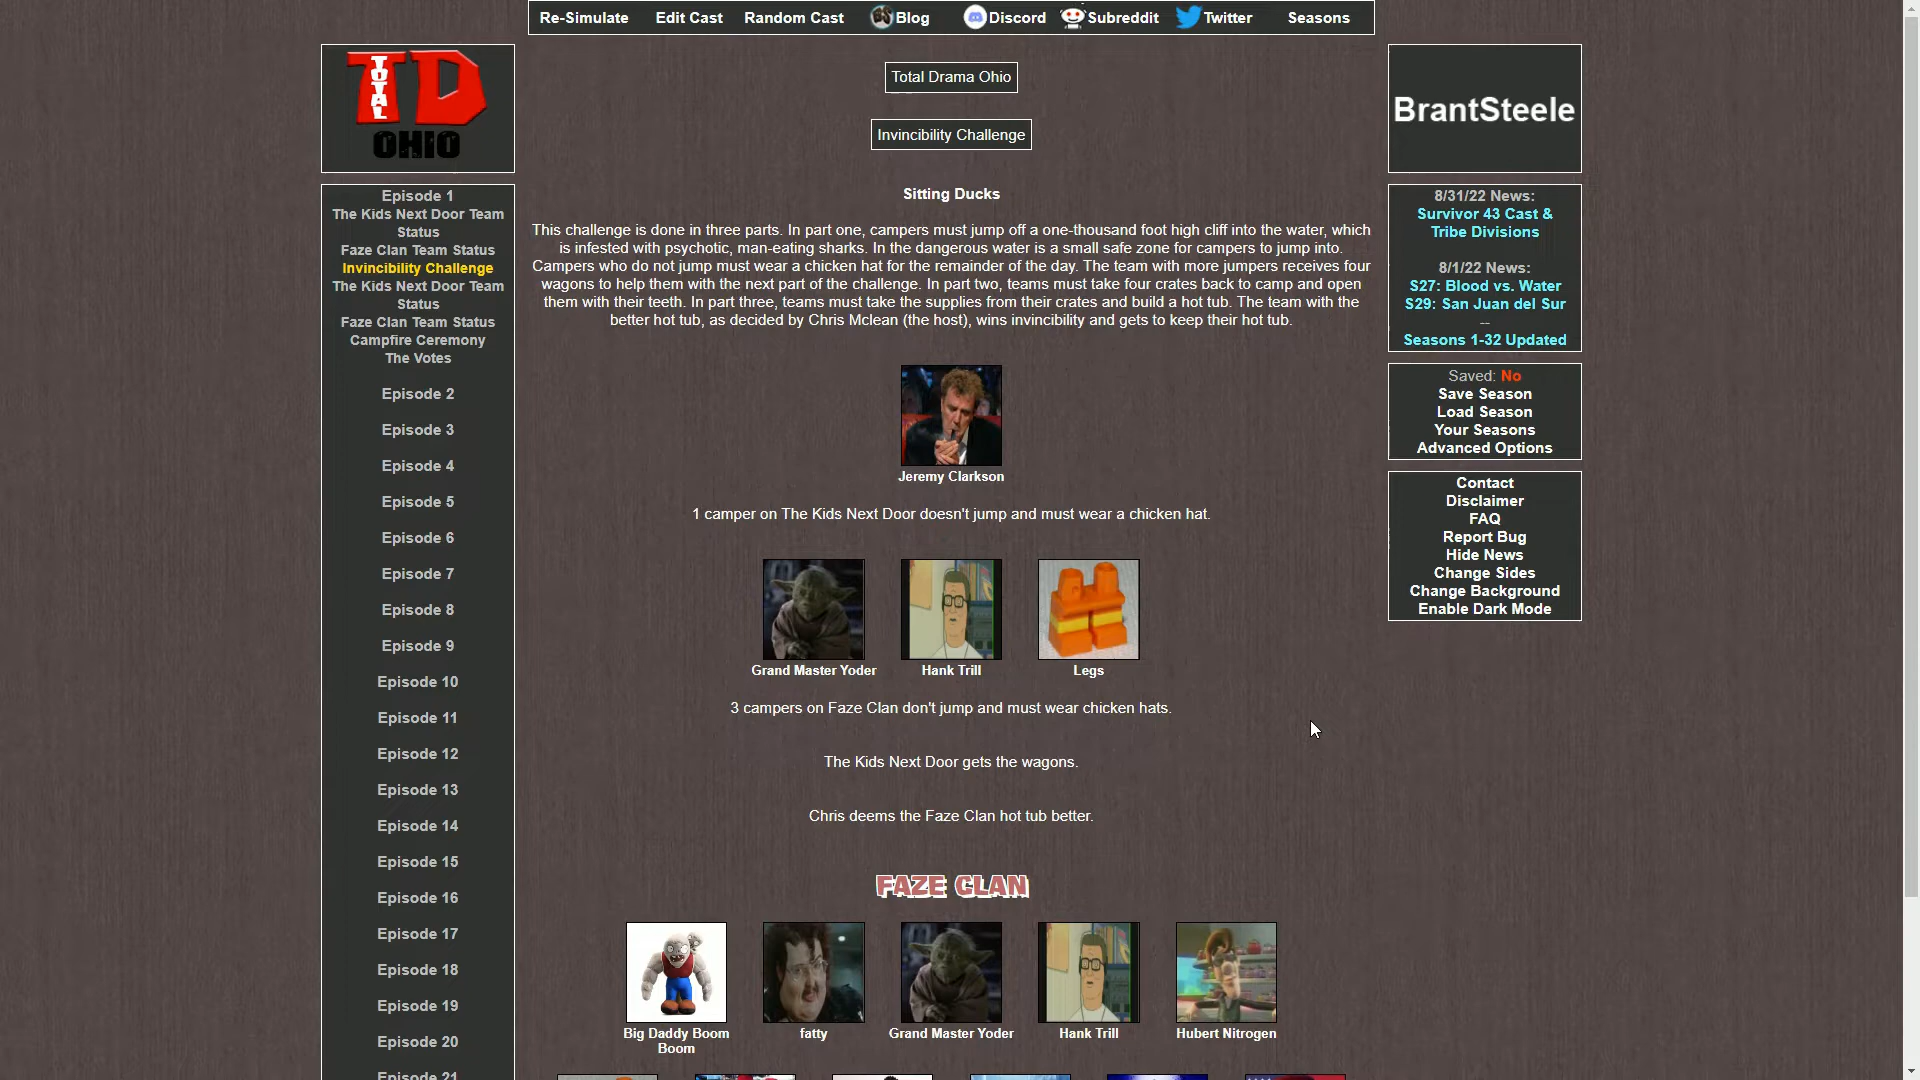 Re-Simulate Edit Cast Random Cast Blog Discord Subreddit Twitter Seasons
TOTAL
TD
OHIO
Episode 1
The Kids Next Door Team
Status
Faze Clan Team Status
Invincibility Challenge
The Kids Next Door Team
Status
Faze Clan Team Status
Campfire Ceremony
The Votes
Episode 2
Episode 3
Episode 4
Episode 5
Episode 6
Episode 7
Episode 8
Episode 9
Episode 10
Episode 11
Episode 12
Episode 13
Episode 14
Episode 15
Episode 16
Episode 17
Episode 18
Episode 19
Episode 20
Episode 21
Total Drama Ohio
Invincibility Challenge
Sitting Ducks
This challenge is done in three parts. In part one, campers must jump off a one-thousand foot high cliff into the water, which
is infested with psychotic, man-eating sharks. In the dangerous water is a small safe zone for campers to jump into.
Campers who do not jump must wear a chicken hat for the remainder of the day. The team with more jumpers receives four
wagons to help them with the next part of the challenge. In part two, teams must take four crates back to camp and open
them with their teeth. In part three, teams must take the supplies from their crates and build a hot tub. The team with the
better hot tub, as decided by Chris Mclean (the host), wins invincibility and gets to keep their hot tub.
Jeremy Clarkson
1 camper on The Kids Next Door doesn't jump and must wear a chicken hat.
Grand Master Yoder Hank Trill Legs
3 campers on Faze Clan don't jump and must wear chicken hats.
The Kids Next Door gets the wagons.
Chris deems the Faze Clan hot tub better.
FAZE CLAN
Big Daddy Boom
Boom
fatty
Grand Master Yoder
Hank Trill
Hubert Nitrogen
BrantSteele
8/31/22 News:
Survivor 43 Cast &
Tribe Divisions
8/1/22 News:
S27: Blood vs. Water
S29: San Juan del Sur
--
Seasons 1-32 Updated
Saved: No
Save Season
Load Season
Your Seasons
Advanced Options
Contact
Disclaimer
FAQ
Report Bug
Hide News
Change Sides
Change Background
Enable Dark Mode